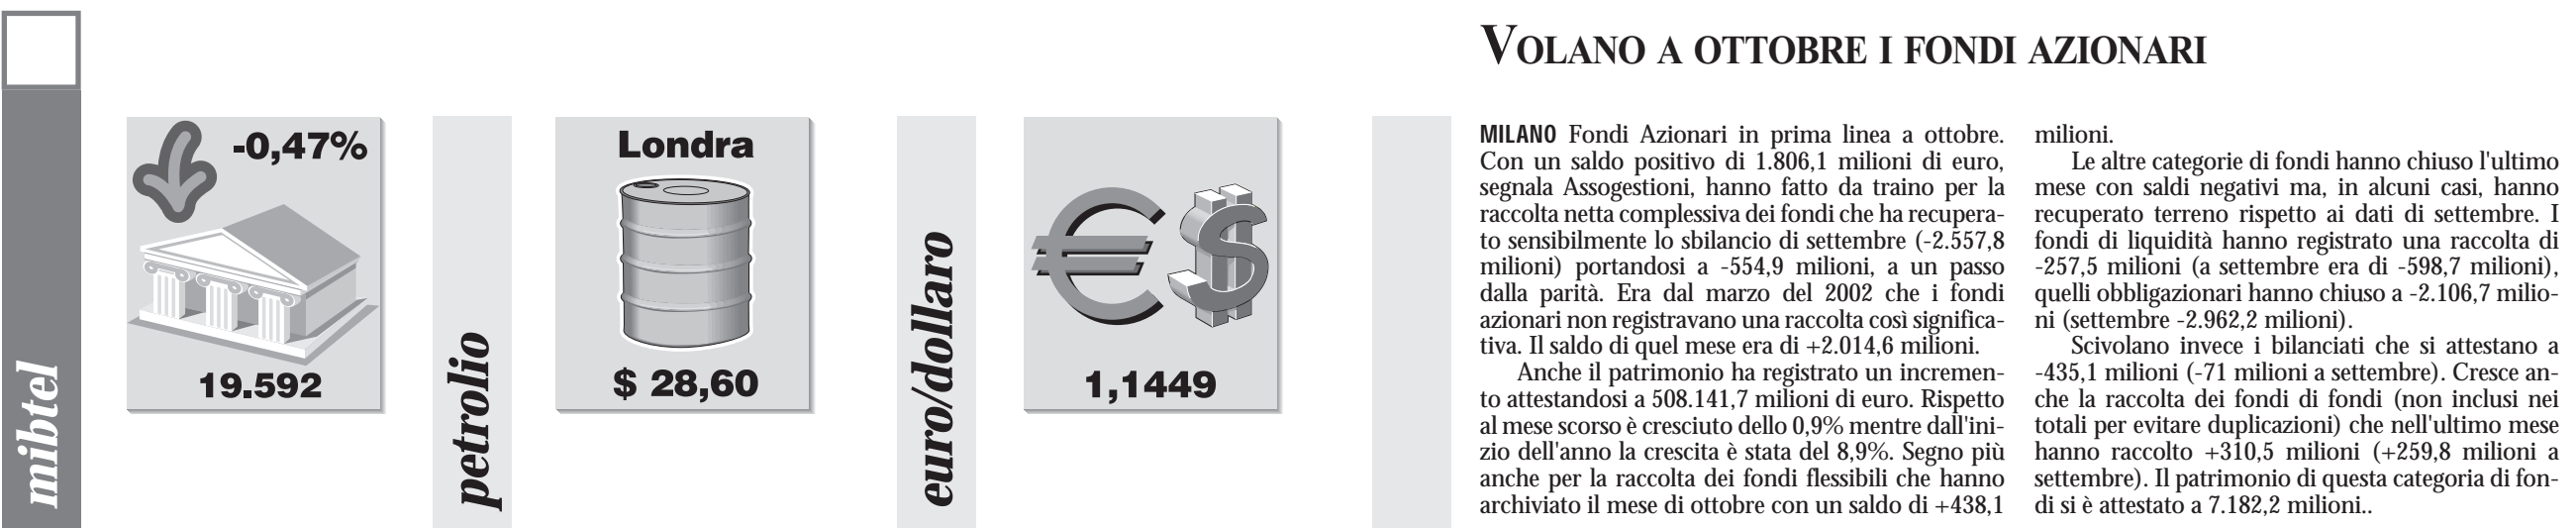 mibtel
-0,47%
19.592
petrolio
Londra
$ 28,60
euro/dollaro
1,1449
VOLANO A OTTOBRE I FONDI AZIONARI
MILANO Fondi Azionari in prima linea a ottobre.
Con un saldo positivo di 1.806,1 milioni di euro,
segnala Assogestioni, hanno fatto da traino per la
raccolta netta complessiva dei fondi che ha recupera-
to sensibilmente lo sbilancio di settembre (-2.557,8
milioni) portandosi a -554,9 milioni, a un passo
dalla parità. Era dal marzo del 2002 che i fondi
azionari non registravano una raccolta così significa-
tiva. Il saldo di quel mese era di +2.014,6 milioni.
Anche il patrimonio ha registrato un incremen-
to attestandosi a 508.141,7 milioni di euro. Rispetto
al mese scorso è cresciuto dello 0,9% mentre dall'ini-
zio dell'anno la crescita è stata del 8,9%. Segno più
anche per la raccolta dei fondi flessibili che hanno
archiviato il mese di ottobre con un saldo di +438,1
milioni.
Le altre categorie di fondi hanno chiuso l'ultimo
mese con saldi negativi ma, in alcuni casi, hanno
recuperato terreno rispetto ai dati di settembre. I
fondi di liquidità hanno registrato una raccolta di
-257,5 milioni (a settembre era di -598,7 milioni),
quelli obbligazionari hanno chiuso a -2.106,7 milio-
ni (settembre -2.962,2 milioni).
Scivolano invece i bilanciati che si attestano a
-435,1 milioni (-71 milioni a settembre). Cresce an-
che la raccolta dei fondi di fondi (non inclusi nei
totali per evitare duplicazioni) che nell'ultimo mese
hanno raccolto +310,5 milioni (+259,8 milioni a
settembre). Il patrimonio di questa categoria di fon-
di si è attestato a 7.182,2 milioni..